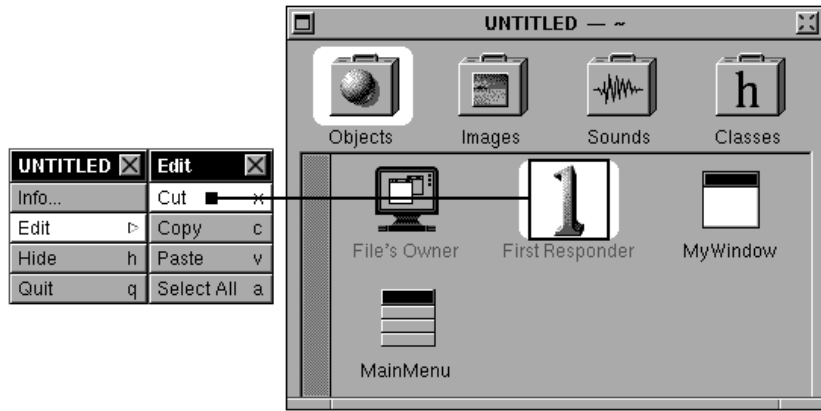 UNTITLED — ~
Objects Images Sounds Classes
h
UNTITLED Edit
Info... Cut x
Edit Copy c
Hide h Paste v
Quit q Select All a
1
File's Owner First Responder MyWindow
MainMenu